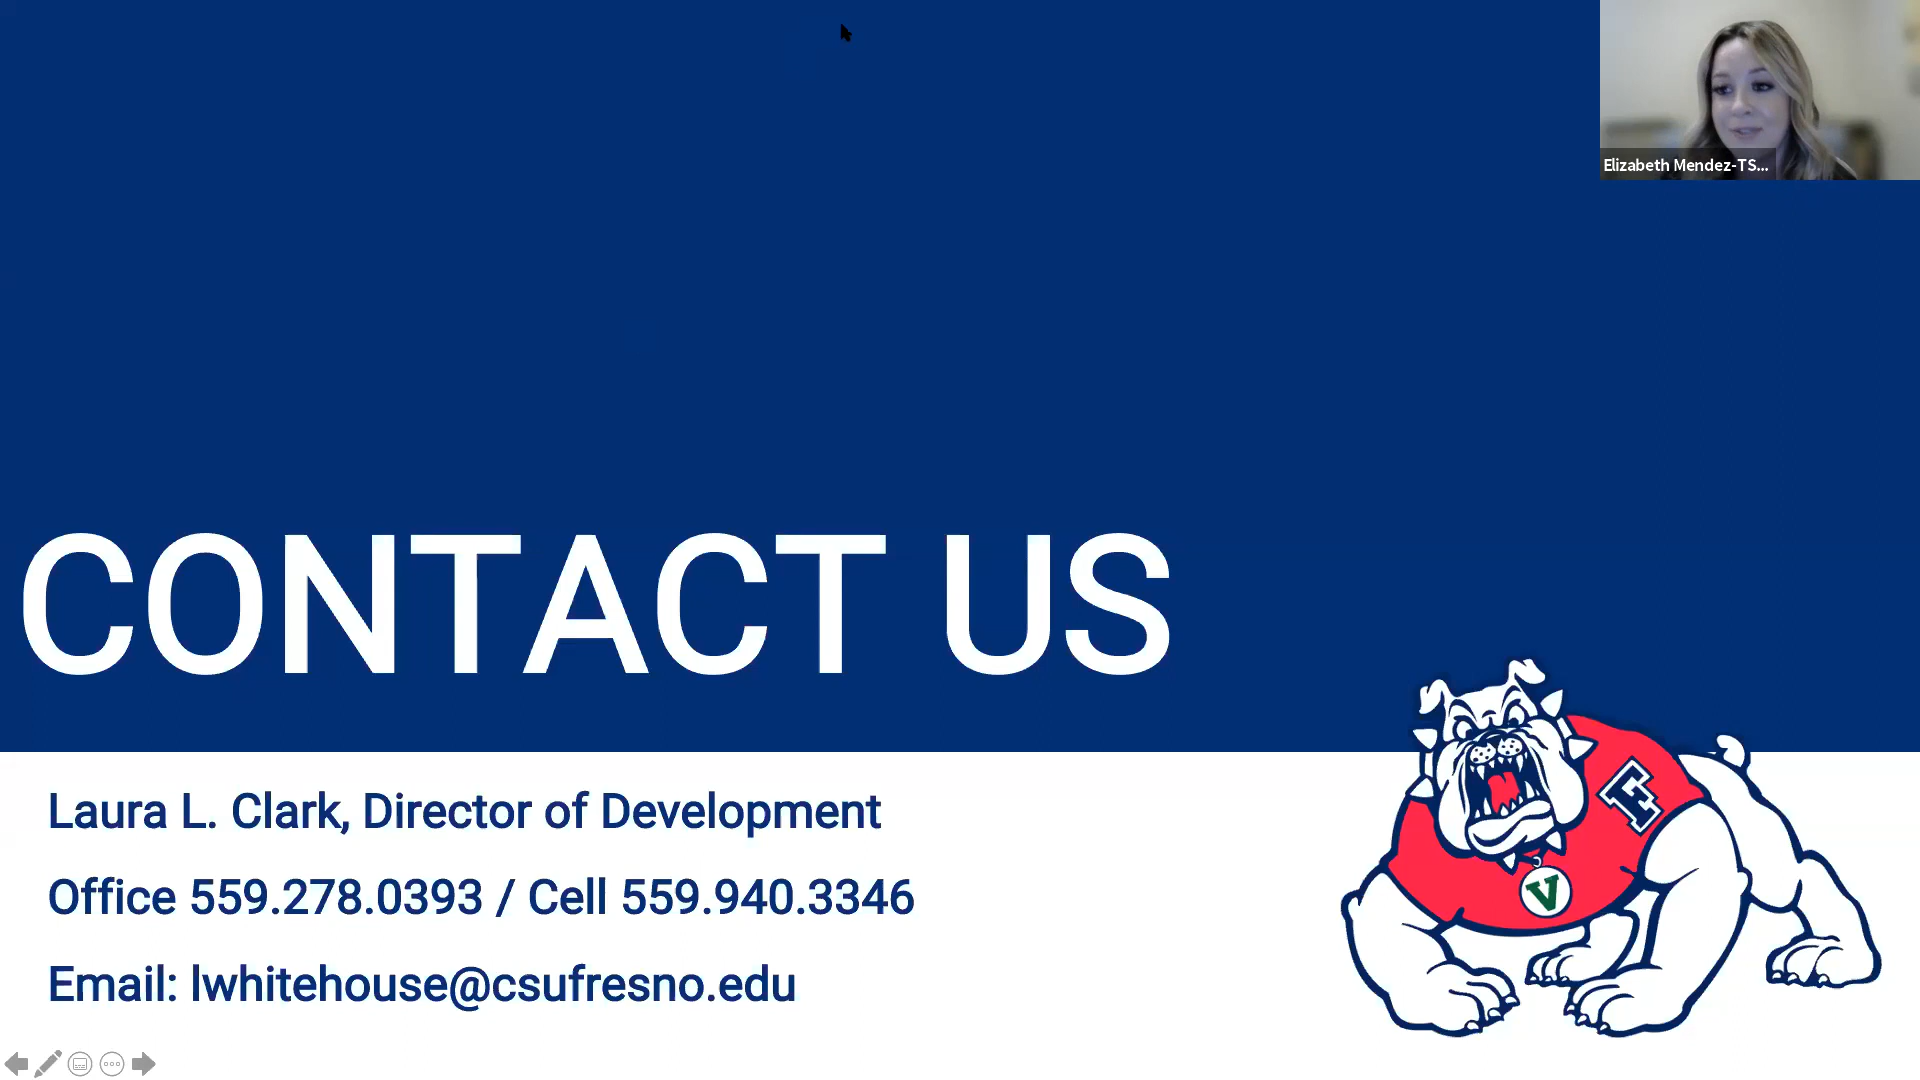 Elizabeth Mendez-TS...
CONTACT US
F
V
Laura L. Clark, Director of Development
Office 559.278.0393 / Cell 559.940.3346
Email: lwhitehouse@csufresno.edu